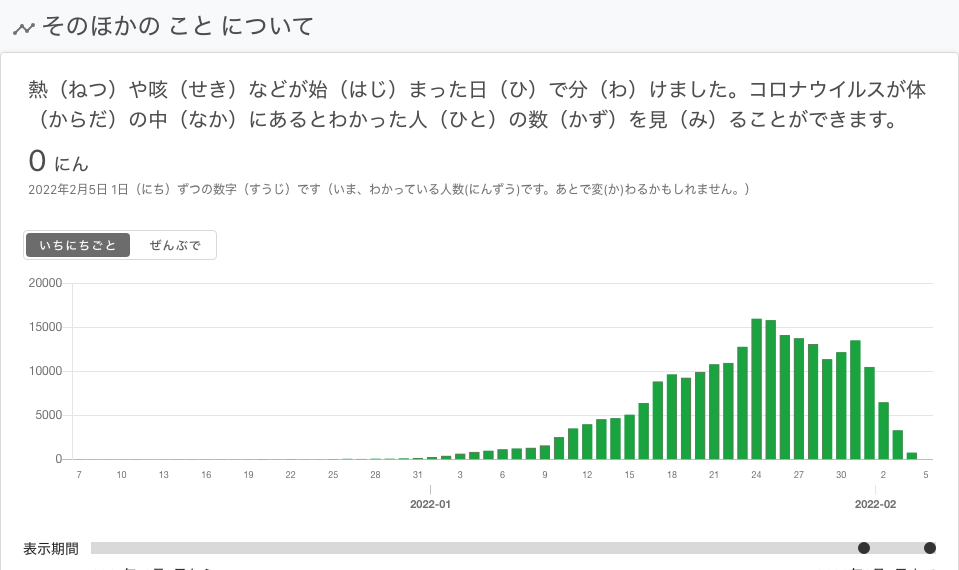 そのほかの こと について
熱（ねつ）や咳（せき）などが始（はじ）まった日（ひ）で分（わ）けました。コロナウイルスが体
（からだ）の中（なか）にあるとわかった人（ひと）の数（かず）を見（み）ることができます。
0 にん
2022年2月5日 1日（にち）ずつの数字（すうじ）です（いま、わかっている人数(にんずう)です。あとで変(か)わるかもしれません。）
いちにちごと ぜんぶで
20000
15000
10000
5000
0
7 10 13 16 19 22 25 28 31 3 6 9 12 15 18 21 24 27 30 2 5
2022-01 2022-02
表示期間